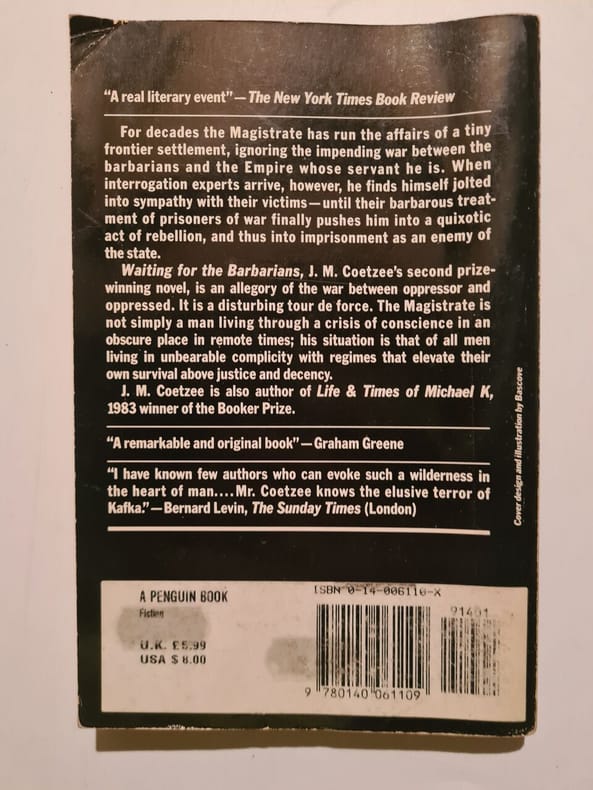 “A real literary event”—The New York Times Book Review
For decades the Magistrate has run the affairs of a tiny
frontier settlement, ignoring the impending war between the
barbarians and the Empire whose servant he is. When
interrogation experts arrive, however, he finds himself jolted
into sympathy with their victims—until their barbarous treat-
ment of prisoners of war finally pushes him into a quixotic
act of rebellion, and thus into imprisonment as an enemy of
the state.
Waiting for the Barbarians, J. M. Coetzee’s second prize-
winning novel, is an allegory of the war between oppressor and
oppressed. It is a disturbing tour de force. The Magistrate is
not simply a man living through a crisis of conscience in an
obscure place in remote times; his situation is that of all men
living in unbearable complicity with regimes that elevate their
own survival above justice and decency.
J. M. Coetzee is also author of Life & Times of Michael K,
1983 winner of the Booker Prize.
“A remarkable and original book”—Graham Greene
“I have known few authors who can evoke such a wilderness in
the heart of man....Mr. Coetzee knows the elusive terror of
Kafka.”—Bernard Levin, The Sunday Times (London)
Cover design and illustration by Bascove
A PENGUIN BOOK
Fiction
U.K. £5.99
USA $8.00
ISBN 0-14-006110-X
91401
9 780140 061109